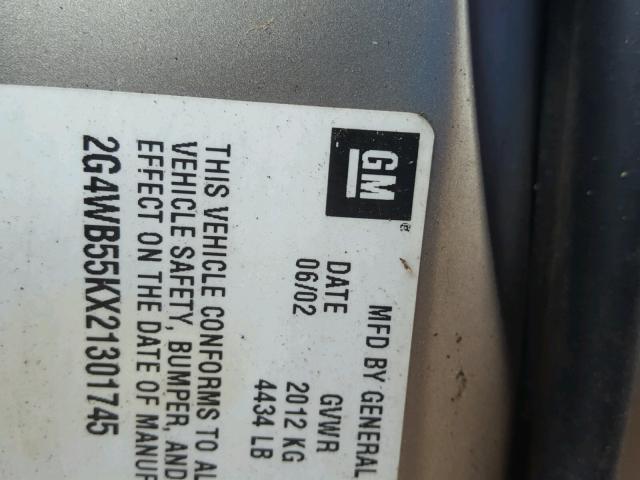 GM
MFD BY GENERAL
DATE GVWR
06/02 2012 KG
4434 LB
THIS VEHICLE CONFORMS TO AL
VEHICLE SAFETY, BUMPER, AND
EFFECT ON THE DATE OF MANUF
2G4WB55KX21301745